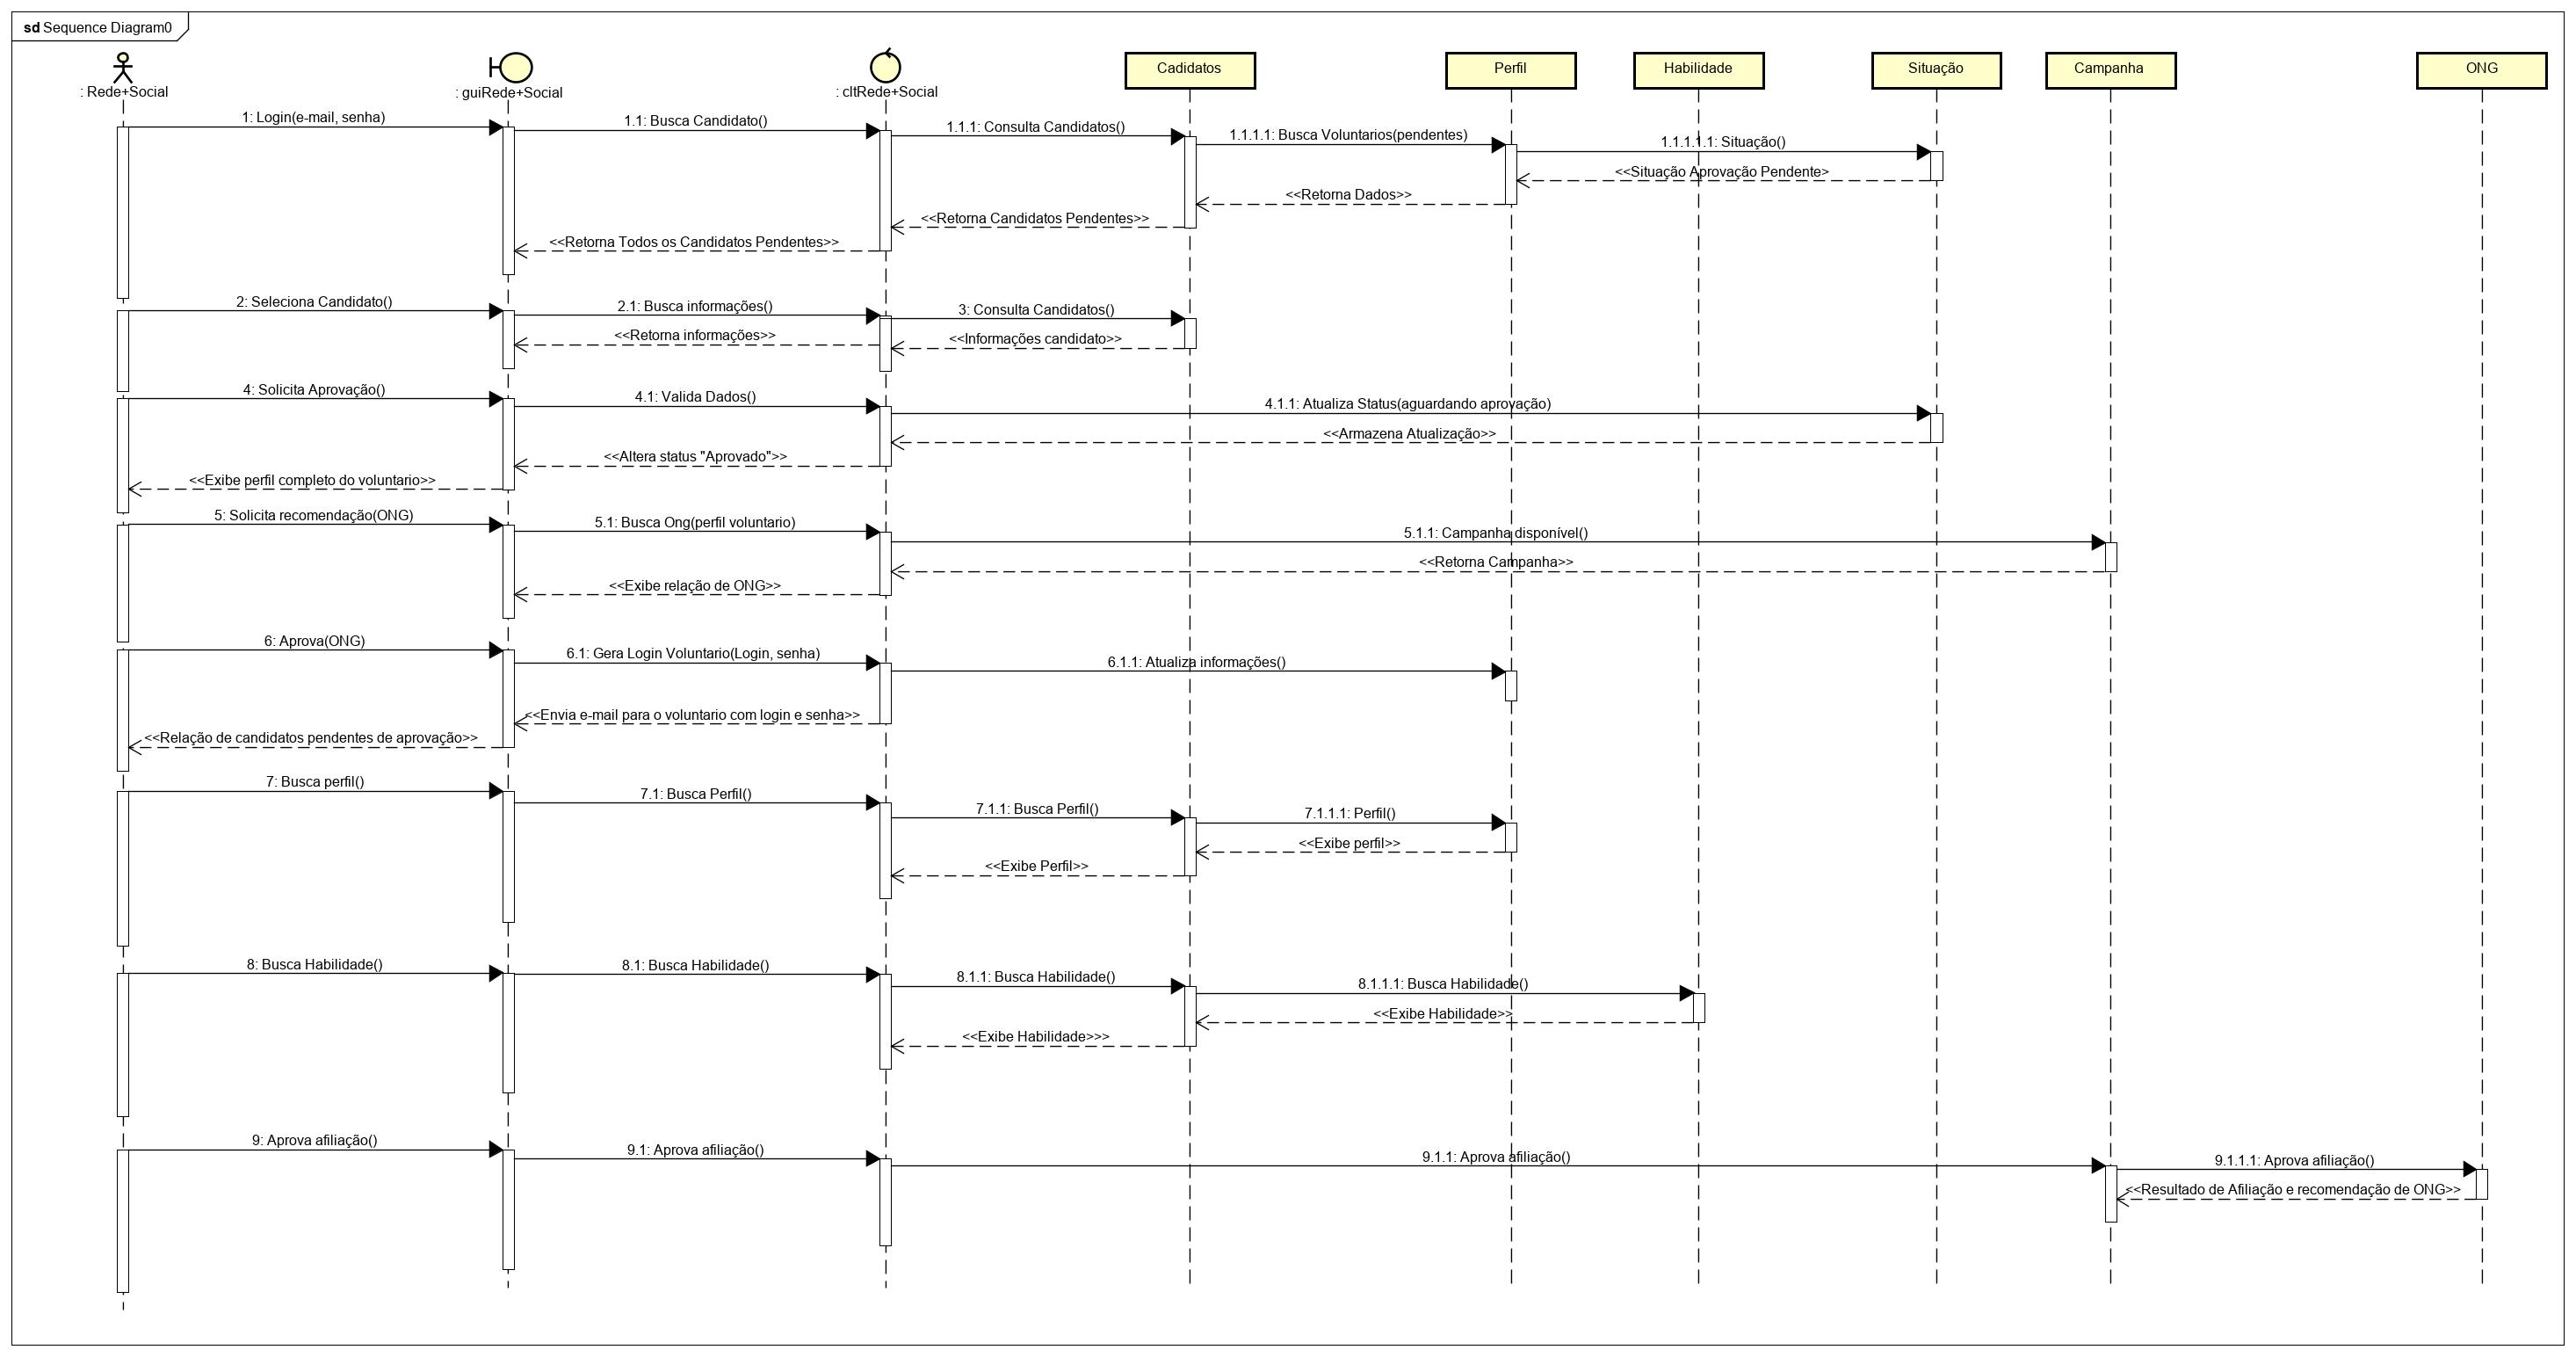 sd Sequence Diagram0
: Rede+Social
: guiRede+Social
: cltRede+Social
Cadidatos
Perfil
Habilidade
Situação
Campanha
ONG
1: Login(e-mail, senha)
1.1: Busca Candidato()
1.1.1: Consulta Candidatos()
1.1.1.1: Busca Voluntarios(pendentes)
1.1.1.1.1: Situação()
<<Situação Aprovação Pendente>
<<Retorna Dados>>
<<Retorna Candidatos Pendentes>>
<<Retorna Todos os Candidatos Pendentes>>
2: Seleciona Candidato()
2.1: Busca informações()
3: Consulta Candidatos()
<<Retorna informações>>
<<Informações candidato>>
4: Solicita Aprovação()
4.1: Valida Dados()
4.1.1: Atualiza Status(aguardando aprovação)
<<Armazena Atualização>>
<<Altera status "Aprovado">>
<<Exibe perfil completo do voluntario>>
5: Solicita recomendação(ONG)
5.1: Busca Ong(perfil voluntario)
5.1.1: Campanha disponível()
<<Retorna Campanha>>
<<Exibe relação de ONG>>
6: Aprova(ONG)
6.1: Gera Login Voluntario(Login, senha)
6.1.1: Atualiza informações()
<<Envia e-mail para o voluntario com login e senha>>
<<Relação de candidatos pendentes de aprovação>>
7: Busca perfil()
7.1: Busca Perfil()
7.1.1: Busca Perfil()
7.1.1.1: Perfil()
<<Exibe perfil>>
<<Exibe Perfil>>
8: Busca Habilidade()
8.1: Busca Habilidade()
8.1.1: Busca Habilidade()
8.1.1.1: Busca Habilidade()
<<Exibe Habilidade>>
<<Exibe Habilidade>>>
9: Aprova afiliação()
9.1: Aprova afiliação()
9.1.1: Aprova afiliação()
9.1.1.1: Aprova afiliação()
<<Resultado de Afiliação e recomendação de ONG>>